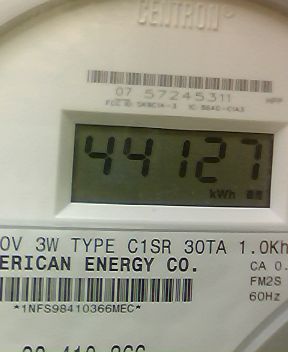 CENTRON®
07 57245311
44127
kWh
0V 3W TYPE C1SR 30TA 1.0Kh
ERICAN ENERGY CO.
CA 0.
FM2S
60Hz
*1NFS98410366MEC*